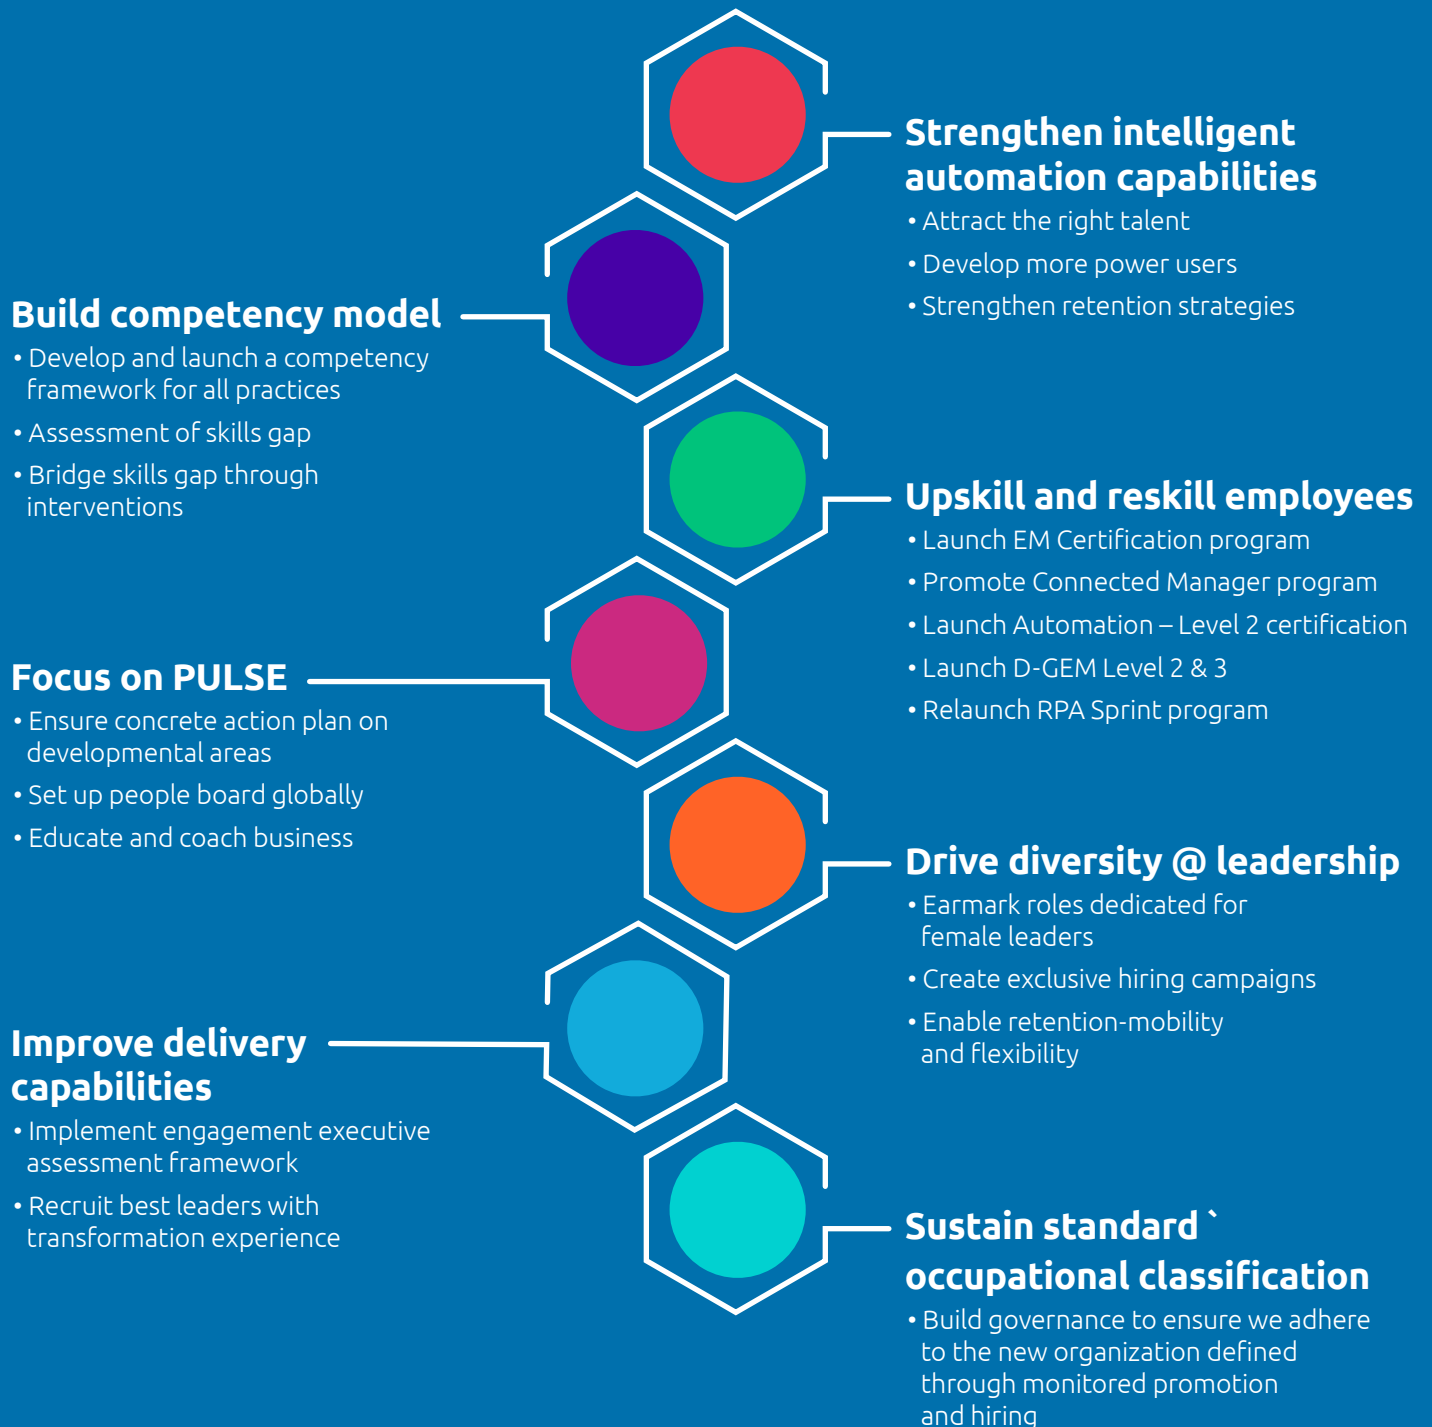 Strengthen intelligent
automation capabilities
• Attract the right talent
• Develop more power users
• Strengthen retention strategies
Build competency model
• Develop and launch a competency
framework for all practices
• Assessment of skills gap
• Bridge skills gap through
interventions
Upskill and reskill employees
• Launch EM Certification program
• Promote Connected Manager program
• Launch Automation – Level 2 certification
• Launch D-GEM Level 2 & 3
• Relaunch RPA Sprint program
Focus on PULSE
• Ensure concrete action plan on
developmental areas
• Set up people board globally
• Educate and coach business
Drive diversity @ leadership
• Earmark roles dedicated for
female leaders
• Create exclusive hiring campaigns
• Enable retention-mobility
and flexibility
Improve delivery
capabilities
• Implement engagement executive
assessment framework
• Recruit best leaders with
transformation experience
Sustain standard `
occupational classification
• Build governance to ensure we adhere
to the new organization defined
through monitored promotion
and hiring